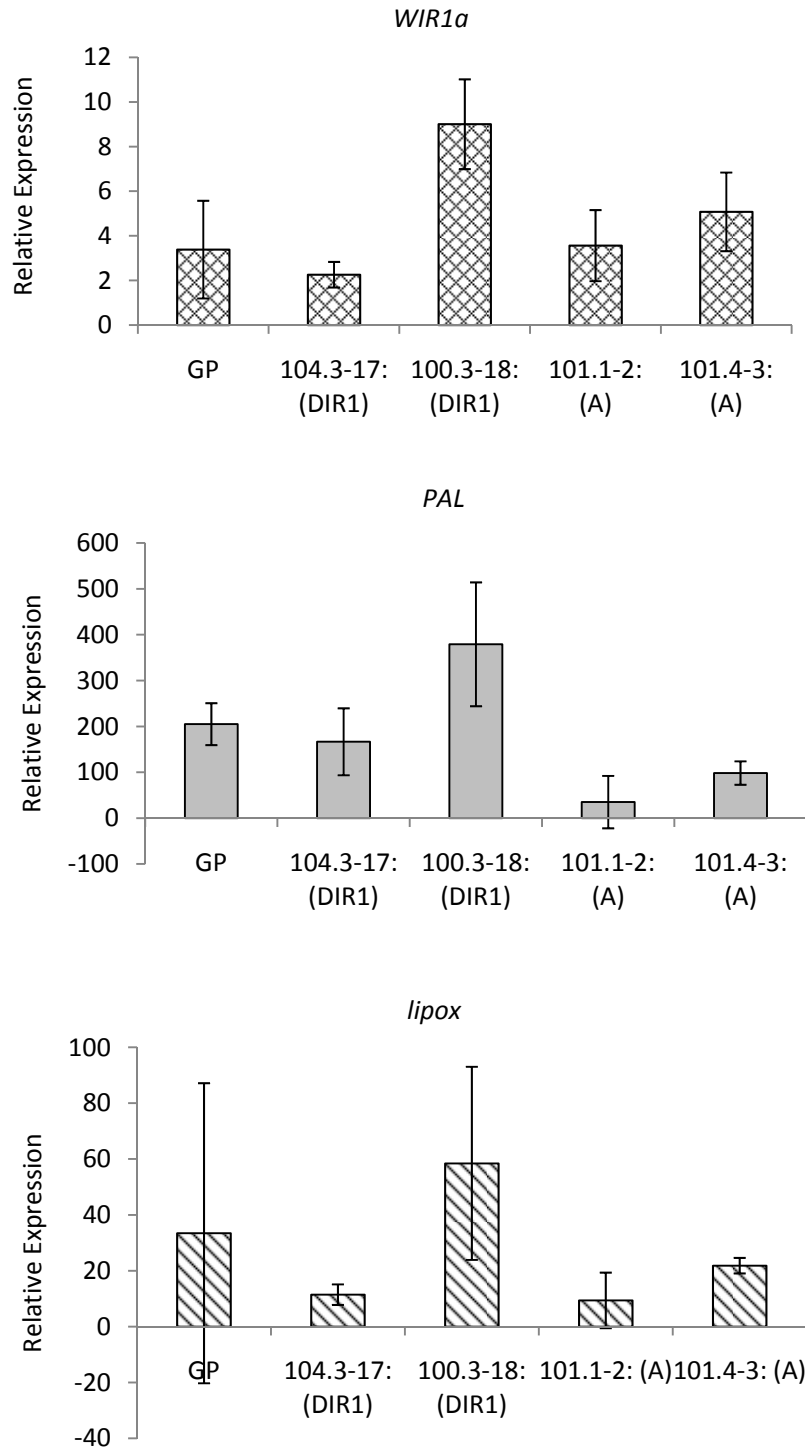 WIR1a
Relative Expression
12
10
8
6
4
2
0
GP
104.3-17: (DIR1)
100.3-18: (DIR1)
101.1-2: (A)
101.4-3: (A)
PAL
Relative Expression
600
500
400
300
200
100
0
-100
GP
104.3-17: (DIR1)
100.3-18: (DIR1)
101.1-2: (A)
101.4-3: (A)
lipox
Relative Expression
100
80
60
40
20
0
-20
-40
GP
104.3-17: (DIR1)
100.3-18: (DIR1)
101.1-2: (A)
101.4-3: (A)